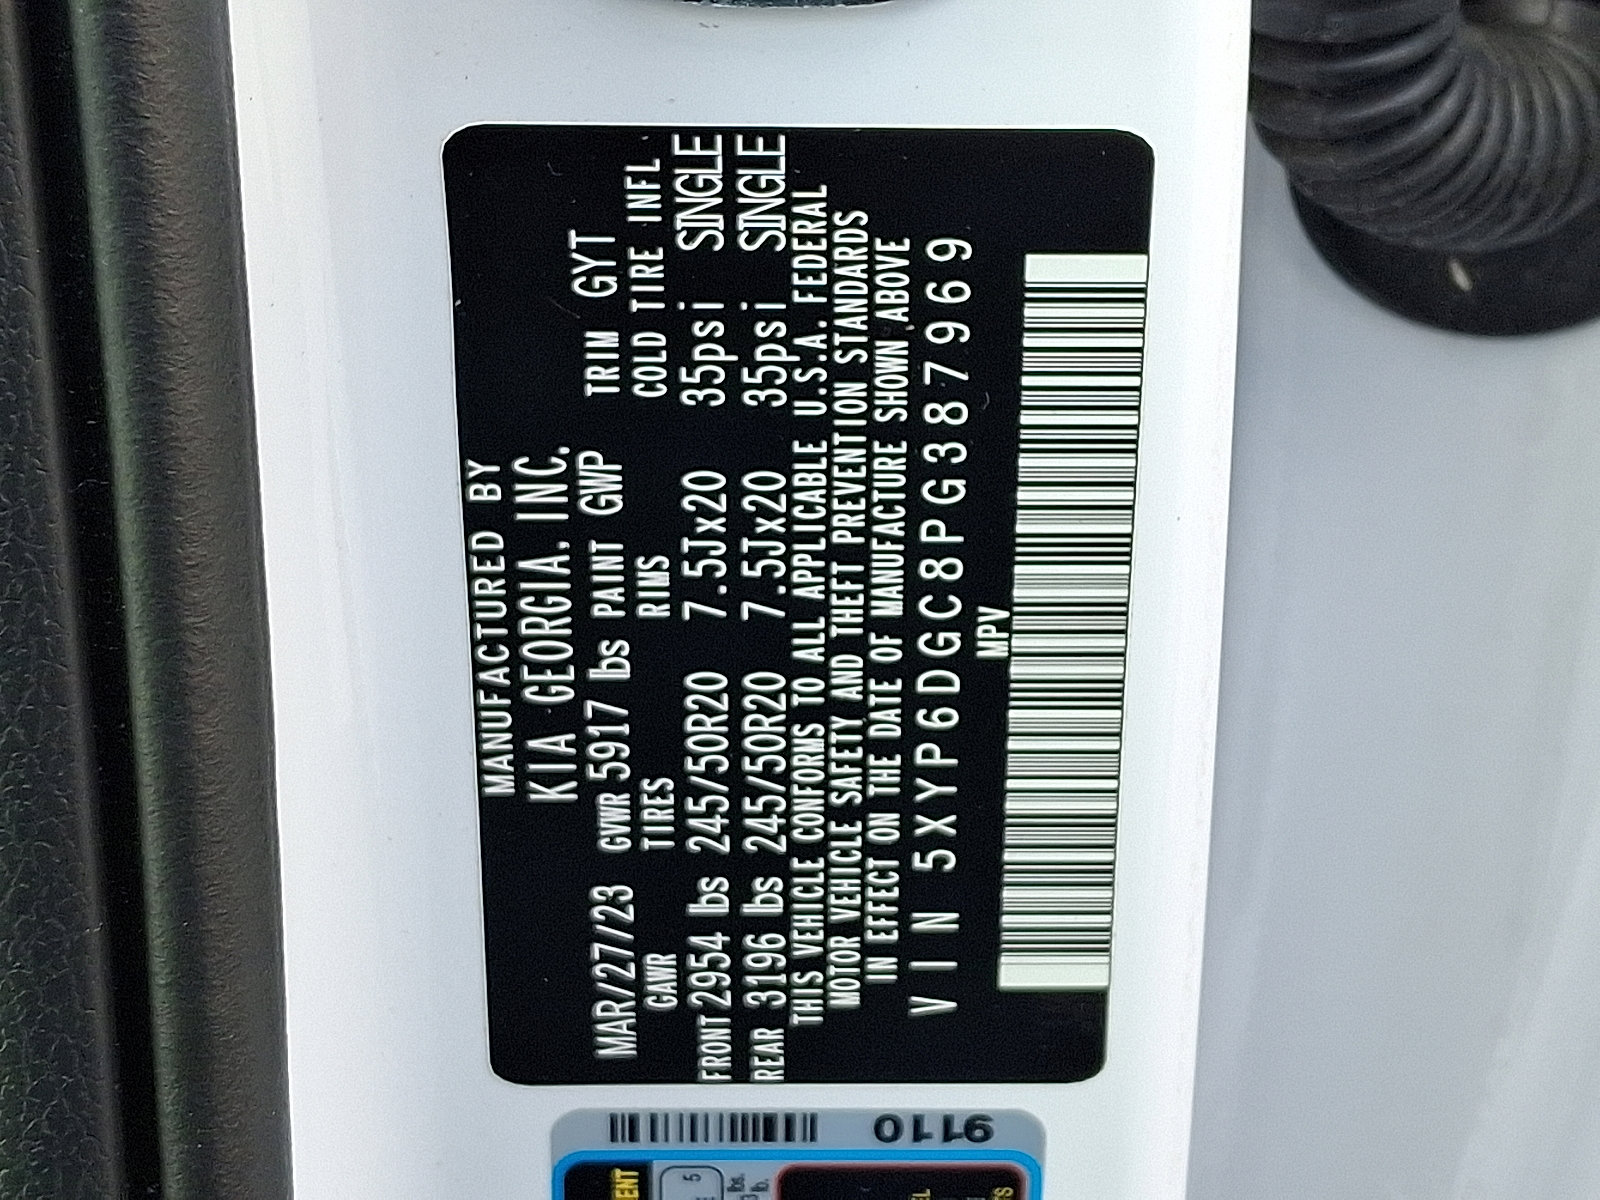 MANUFACTURED BY
KIA GEORGIA, INC.
MAR/27/23 GVWR 5917 lbs PAINT GWP TRIM GYT
GAWR TIRES RIMS COLD TIRE INFL
FRONT 2954 lbs 245/50R20 7.5Jx20 35psi SINGLE
REAR 3196 lbs 245/50R20 7.5Jx20 35psi SINGLE
THIS VEHICLE CONFORMS TO ALL APPLICABLE U.S.A. FEDERAL
MOTOR VEHICLE SAFETY AND THEFT PREVENTION STANDARDS
IN EFFECT ON THE DATE OF MANUFACTURE SHOWN ABOVE
VIN 5XYP6DGC8PG387969
MPV
9110
5
lbs.
lb.